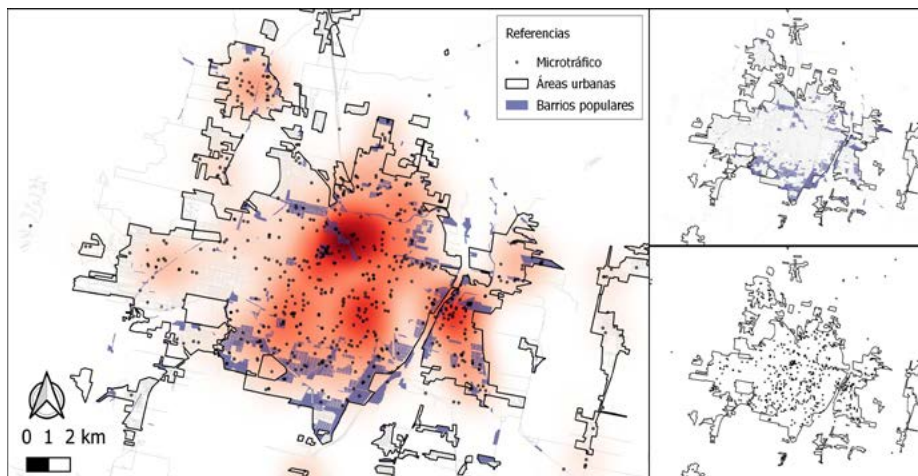 Referencias
Microtráfico
Áreas urbanas
Barrios populares
0 1 2 km